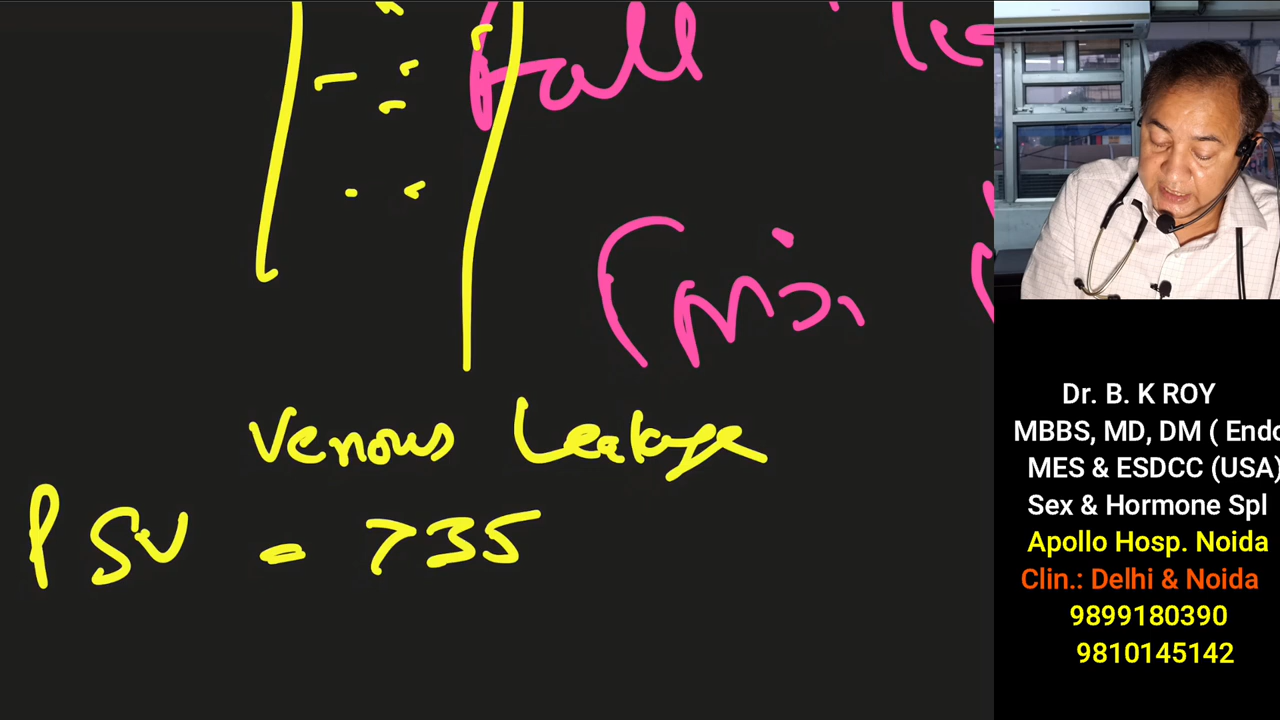 fall
Venous Leakage
PSV = >35
Dr. B. K ROY
MBBS, MD, DM ( Endo
MES & ESDCC (USA)
Sex & Hormone Spl
Apollo Hosp. Noida
Clin.: Delhi & Noida
9899180390
9810145142